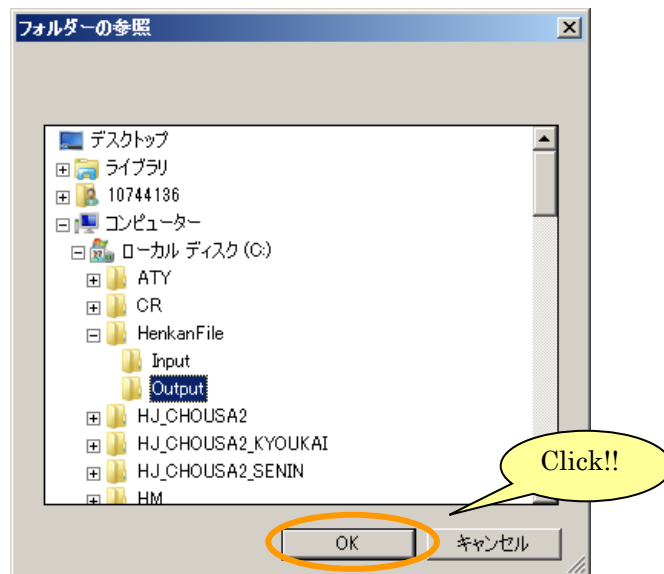 フォルダーの参照
デスクトップ
ライブラリ
10744136
コンピューター
ローカル ディスク (C:)
ATY
CR
HenkanFile
Input
Output
HJ_CHOUSA2
HJ_CHOUSA2_KYOUKAI
HJ_CHOUSA2_SENIN
HM
Click!!
OK
キャンセル